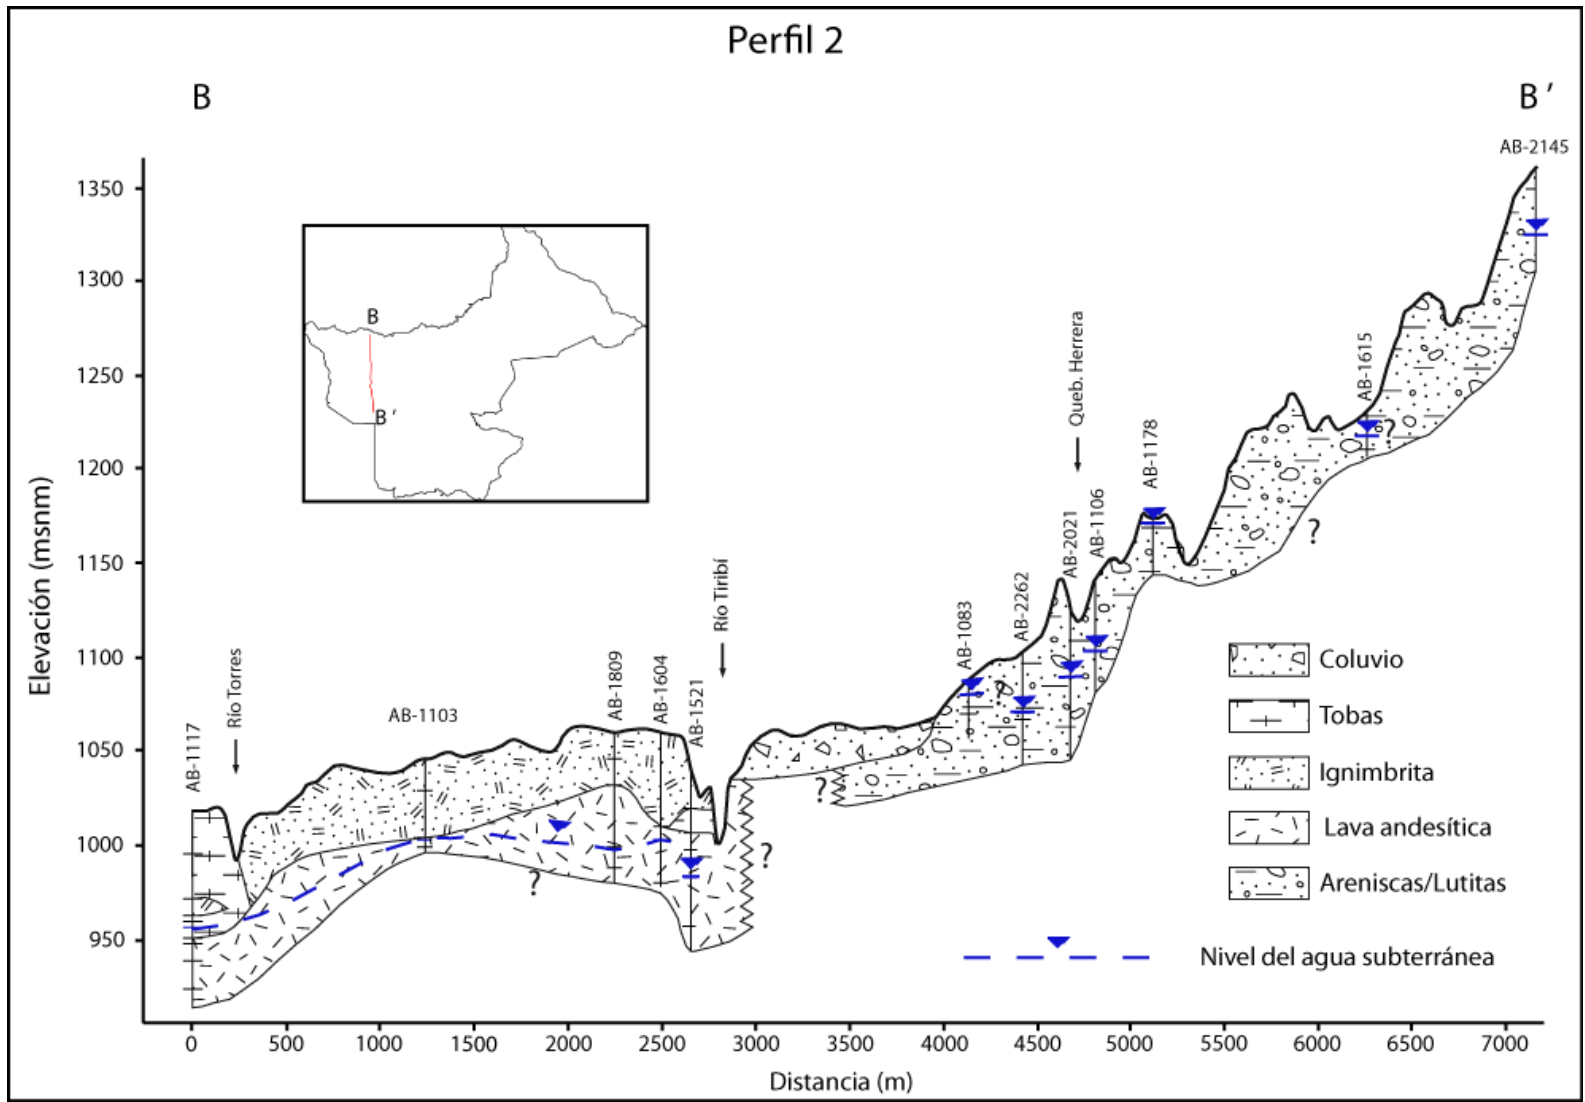 Perfil 2
B
B'
AB-2145
Elevación (msnm)
1350
1300
1250
1200
1150
1100
1050
1000
950
B
B'
AB-1117
Río Torres
AB-1103
AB-1809
AB-1604
AB-1521
Río Tiribí
AB-1083
AB-2262
AB-2021
Queb. Herrera
AB-1106
AB-1178
AB-1615
?
?
?
?
?
?
Coluvio
Tobas
Ignimbrita
Lava andesítica
Areniscas/Lutitas
Nivel del agua subterránea
0
500
1000
1500
2000
2500
3000
3500
4000
4500
5000
5500
6000
6500
7000
Distancia (m)